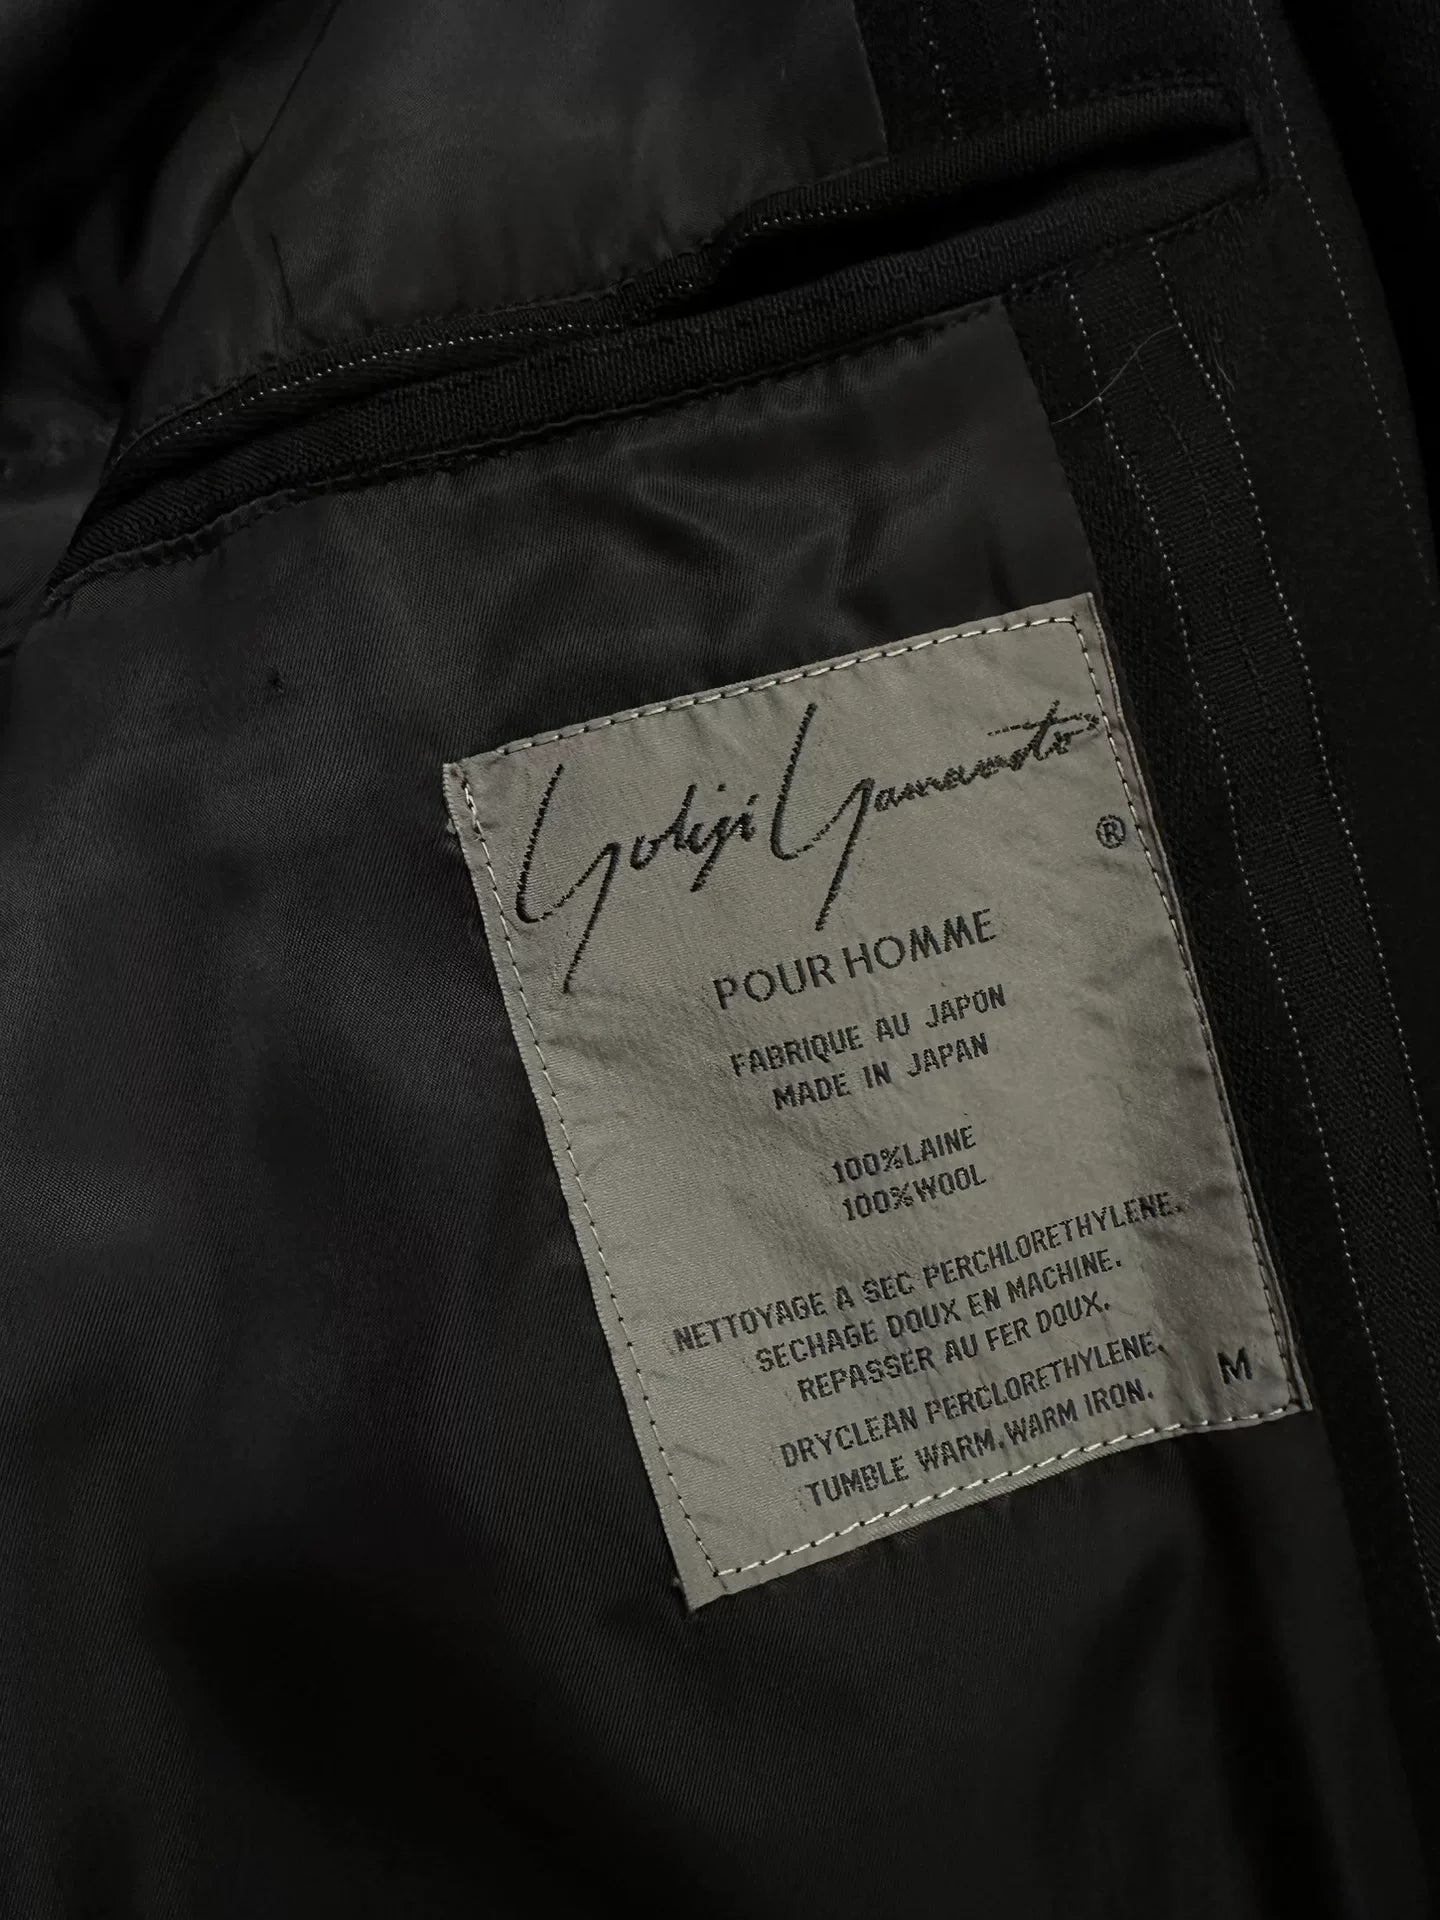 Yohji Yamamoto
®
POUR HOMME
FABRIQUE AU JAPON
MADE IN JAPAN
100%LAINE
100%WOOL
NETTOYAGE A SEC PERCHLORETHYLENE.
SECHAGE DOUX EN MACHINE.
REPASSER AU FER DOUX.
DRYCLEAN PERCLORETHYLENE.
TUMBLE WARM.WARM IRON.
M